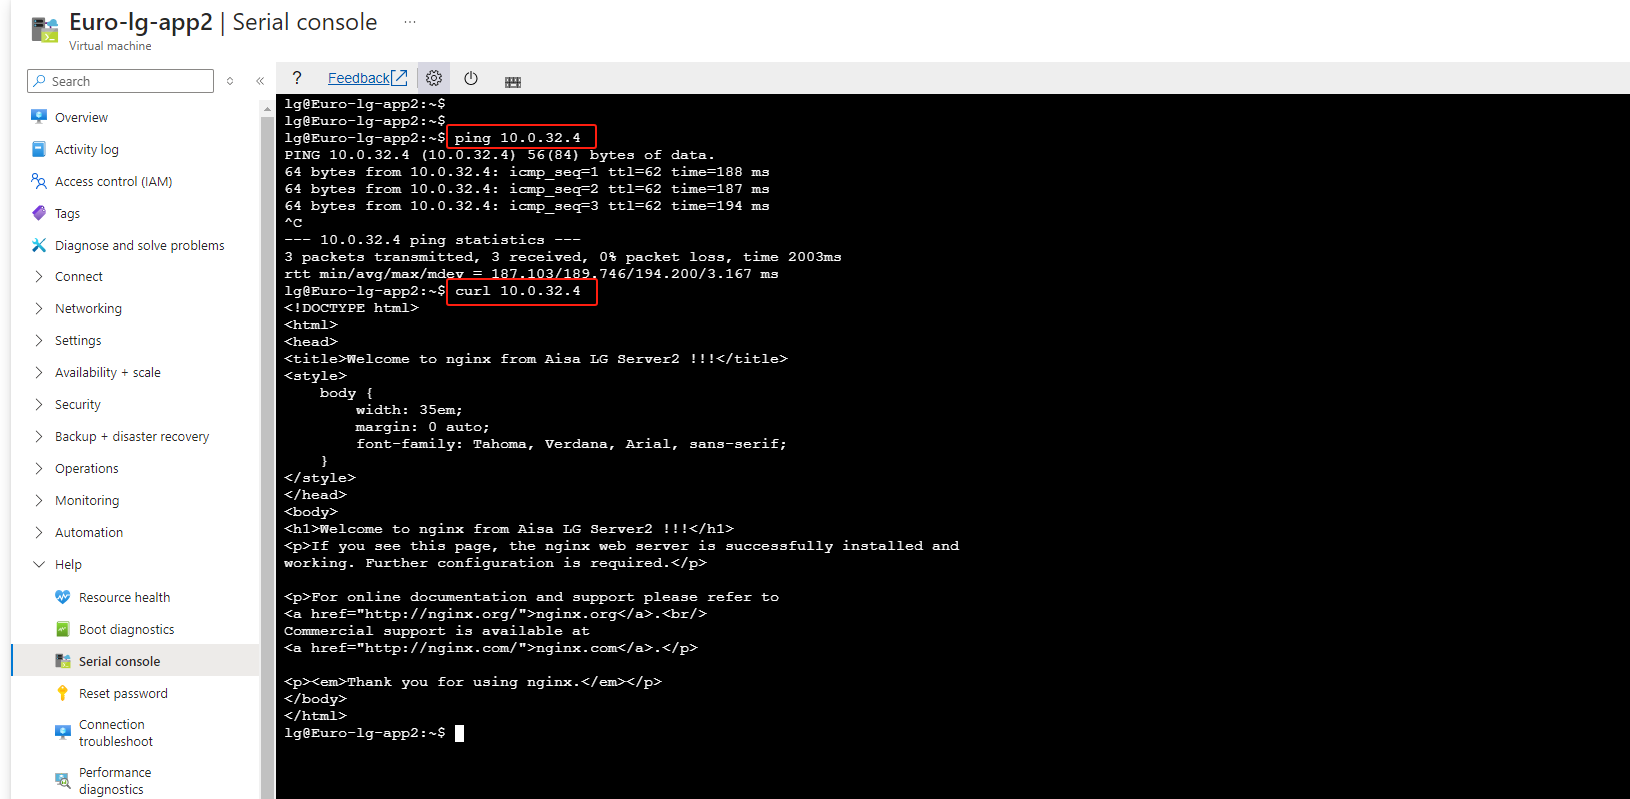 Euro-lg-app2 | Serial console ...
Virtual machine
Search
? Feedback
Overview
Activity log
Access control (IAM)
Tags
Diagnose and solve problems
Connect
Networking
Settings
Availability + scale
Security
Backup + disaster recovery
Operations
Monitoring
Automation
Help
Resource health
Boot diagnostics
Serial console
Reset password
Connection
troubleshoot
Performance
diagnostics
lg@Euro-lg-app2:~$
lg@Euro-lg-app2:~$
lg@Euro-lg-app2:~$ ping 10.0.32.4
PING 10.0.32.4 (10.0.32.4) 56(84) bytes of data.
64 bytes from 10.0.32.4: icmp_seq=1 ttl=62 time=188 ms
64 bytes from 10.0.32.4: icmp_seq=2 ttl=62 time=187 ms
64 bytes from 10.0.32.4: icmp_seq=3 ttl=62 time=194 ms
^C
--- 10.0.32.4 ping statistics ---
3 packets transmitted, 3 received, 0% packet loss, time 2003ms
rtt min/avg/max/mdev = 187.103/189.746/194.200/3.167 ms
lg@Euro-lg-app2:~$ curl 10.0.32.4
<!DOCTYPE html>
<html>
<head>
<title>Welcome to nginx from Aisa LG Server2 !!!</title>
<style>
    body {
        width: 35em;
        margin: 0 auto;
        font-family: Tahoma, Verdana, Arial, sans-serif;
    }
</style>
</head>
<body>
<h1>Welcome to nginx from Aisa LG Server2 !!!</h1>
<p>If you see this page, the nginx web server is successfully installed and
working. Further configuration is required.</p>
<p>For online documentation and support please refer to
<a href="http://nginx.org/">nginx.org</a>.<br/>
Commercial support is available at
<a href="http://nginx.com/">nginx.com</a>.</p>
<p><em>Thank you for using nginx.</em></p>
</body>
</html>
lg@Euro-lg-app2:~$